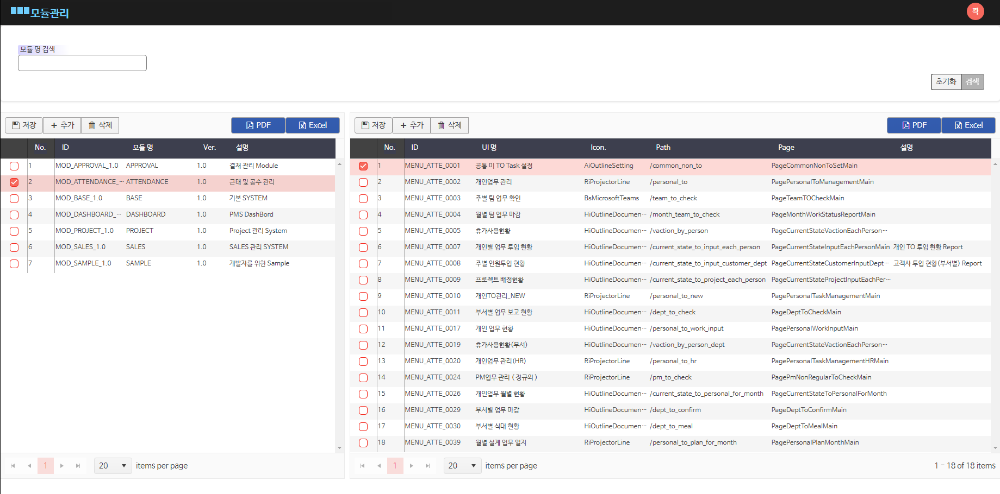 모듈관리
곽
모듈 명 검색
초기화 검색
저장 추가 삭제 PDF Excel
No. ID 모듈 명 Ver. 설명
1 MOD_APPROVAL_1.0 APPROVAL 1.0 결재 관리 Module
2 MOD_ATTENDANCE_··· ATTENDANCE 1.0 근태 및 공수 관리
3 MOD_BASE_1.0 BASE 1.0 기본 SYSTEM
4 MOD_DASHBOARD_··· DASHBOARD 1.0 PMS DashBord
5 MOD_PROJECT_1.0 PROJECT 1.0 Project 관리 System
6 MOD_SALES_1.0 SALES 1.0 SALES 관리 SYSTEM
7 MOD_SAMPLE_1.0 SAMPLE 1.0 개발자를 위한 Sample
1 20 items per page
저장 추가 삭제 PDF Excel
No. ID UI 명 Icon. Path Page 설명
1 MENU_ATTE_0001 공통 미 TO Task 설정 AiOutlineSetting /common_non_to PageCommonNonToSetMain
2 MENU_ATTE_0002 개인업무 관리 RiProjectorLine /personal_to PagePersonalToManagementMain
3 MENU_ATTE_0003 주별 팀 업무 확인 BsMicrosoftTeams /team_to_check PageTeamTOCheckMain
4 MENU_ATTE_0004 월별 팀 업무 마감 HiOutlineDocumen··· /month_team_to_check PageMonthWorkStatusReportMain
5 MENU_ATTE_0005 휴가사용현황 HiOutlineDocumen··· /vaction_by_person PageCurrentStateVactionEachPerson···
6 MENU_ATTE_0007 개인별 업무 투입 현황 HiOutlineDocumen··· /current_state_to_input_each_person PageCurrentStateInputEachPersonMain 개인 TO 투입 현황 Report
7 MENU_ATTE_0008 주별 인원투입 현황 HiOutlineDocumen··· /current_state_to_input_customer_dept PageCurrentStateCustomerInputDept··· 고객사 투입 현황(부서별) Report
8 MENU_ATTE_0009 프로젝트 배정현황 HiOutlineDocumen··· /current_state_to_project_each_person PageCurrentStateProjectInputEachPer···
9 MENU_ATTE_0010 개인TO관리_NEW RiProjectorLine /personal_to_new PagePersonalTaskManagementMain
10 MENU_ATTE_0011 부서별 업무 보고 현황 HiOutlineDocumen··· /dept_to_check PageDeptToCheckMain
11 MENU_ATTE_0017 개인 업무 현황 HiOutlineDocumen··· /personal_to_work_input PagePersonalWorkInputMain
12 MENU_ATTE_0019 휴가사용현황(부서) HiOutlineDocumen··· /vaction_by_person_dept PageCurrentStateVactionEachPerson···
13 MENU_ATTE_0020 개인업무 관리(HR) RiProjectorLine /personal_to_hr PagePersonalTaskManagementHRMain
14 MENU_ATTE_0024 PM업무 관리 ( 정규외 ) RiProjectorLine /pm_to_check PagePmNonRegularToCheckMain
15 MENU_ATTE_0026 개인업무 월별 현황 HiOutlineDocumen··· /current_state_to_personal_for_month PageCurrentStateToPersonalForMonth
16 MENU_ATTE_0029 부서별 업무 마감 HiOutlineDocumen··· /dept_to_confirm PageDeptToConfirmMain
17 MENU_ATTE_0030 부서별 식대 현황 HiOutlineDocumen··· /dept_to_meal PageDeptToMealMain
18 MENU_ATTE_0039 월별 설계 업무 일지 RiProjectorLine /personal_to_plan_for_month PagePersonalPlanMonthMain
1 20 items per page 1 - 18 of 18 items